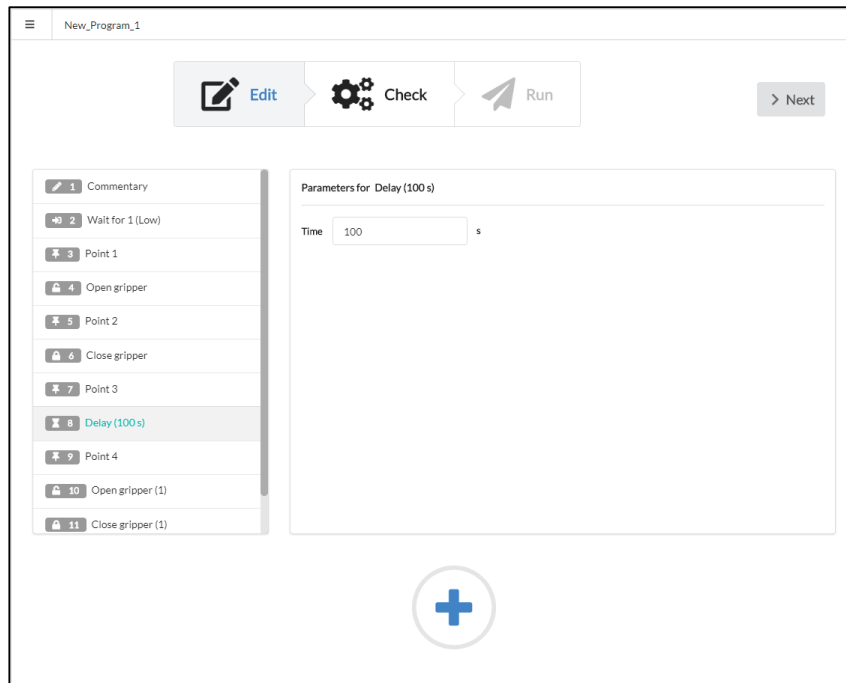 New_Program_1
Edit
Check
Run
Next
1 Commentary
2 Wait for 1 (Low)
3 Point 1
4 Open gripper
5 Point 2
6 Close gripper
7 Point 3
8 Delay (100 s)
9 Point 4
10 Open gripper (1)
11 Close gripper (1)
Parameters for Delay (100 s)
Time 100 s